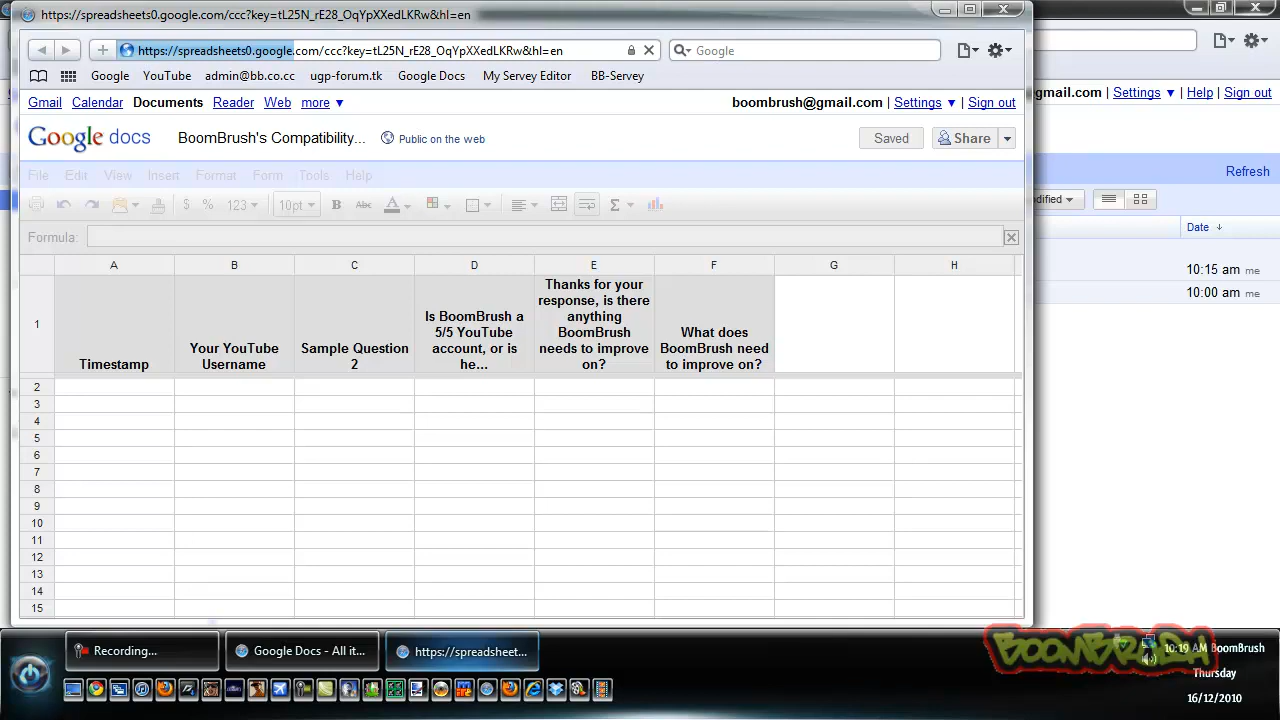 https://spreadsheets0.google.com/ccc?key=tL25N_rE28_OqYpXXedLKRw&hl=en
https://spreadsheets0.google.com/ccc?key=tL25N_rE28_OqYpXXedLKRw&hl=en
Google
Google YouTube admin@bb.co.cc ugp-forum.tk Google Docs My Servey Editor BB-Servey
Gmail Calendar Documents Reader Web more ▼ boombrush@gmail.com | Settings ▼ | Sign out
gmail.com | Settings ▼ | Help | Sign out
Google docs BoomBrush's Compatibility... Public on the web Saved Share
File Edit View Insert Format Form Tools Help
Refresh
$ % 123 10pt B Abc A Σ
dified
Formula:
Date ↓
A B C D E F G H
10:15 am me
10:00 am me
1
Timestamp
Your YouTube
Username
Sample Question
2
Is BoomBrush a
5/5 YouTube
account, or is
he...
Thanks for your
response, is there
anything
BoomBrush
needs to improve
on?
What does
BoomBrush need
to improve on?
2
3
4
5
6
7
8
9
10
11
12
13
14
15
Recording... Google Docs - All it... https://spreadsheet...
BOOMBRUSH
10:19 AM BoomBrush
Thursday
16/12/2010